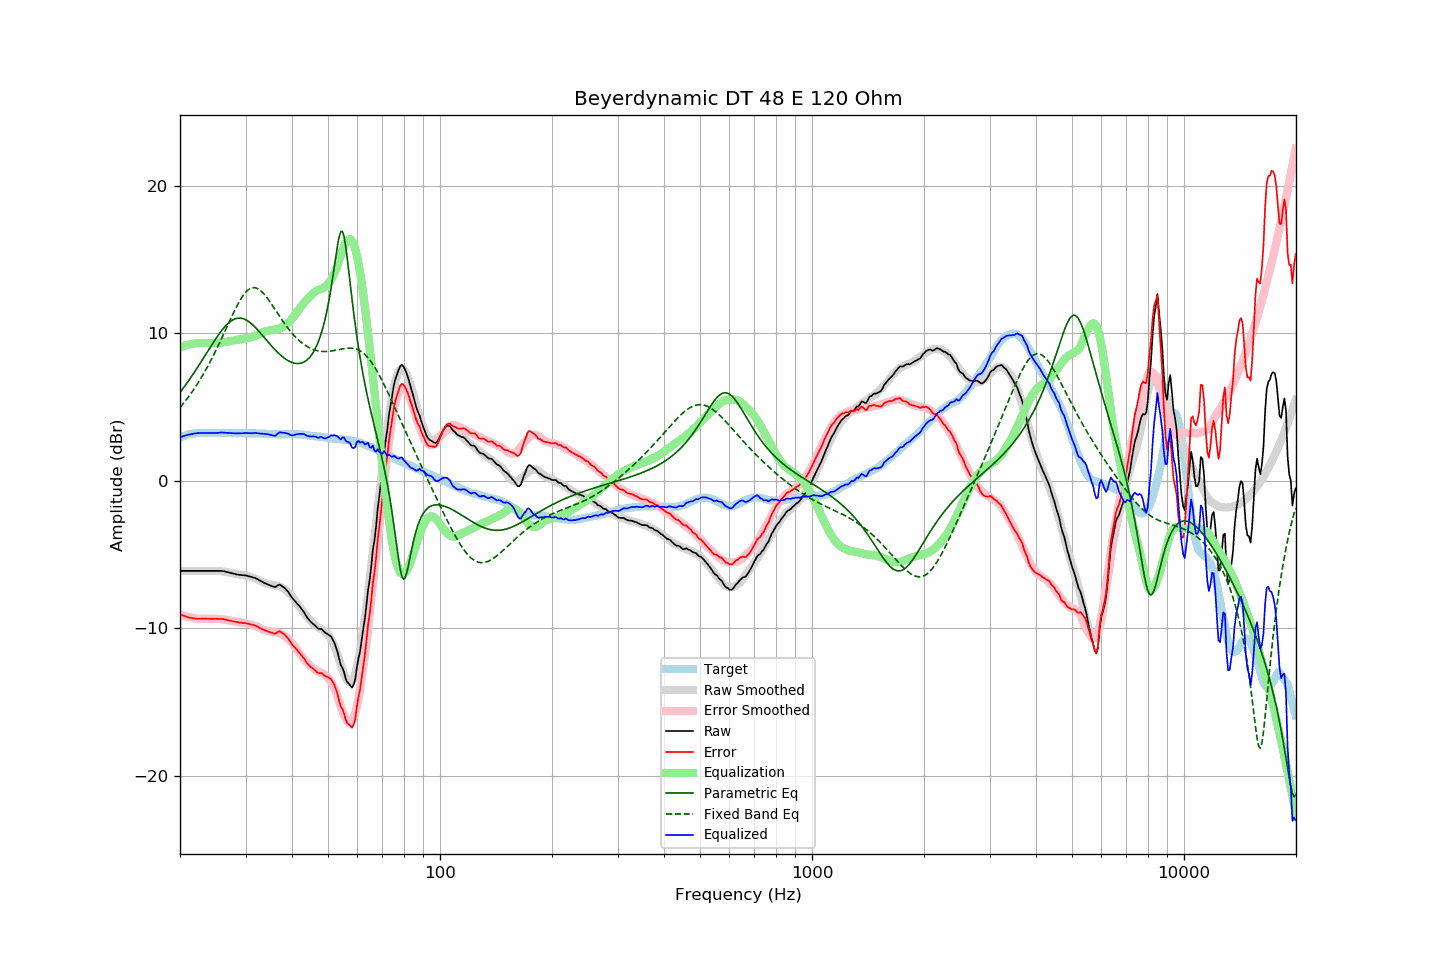 Beyerdynamic DT 48 E 120 Ohm
Amplitude (dBr)
20
10
0
−10
−20
Target
Raw Smoothed
Error Smoothed
Raw
Error
Equalization
Parametric Eq
Fixed Band Eq
Equalized
100
1000
10000
Frequency (Hz)